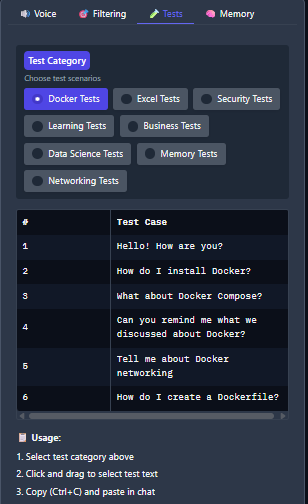 Voice Filtering Tests Memory
Test Category
Choose test scenarios
Docker Tests Excel Tests Security Tests
Learning Tests Business Tests
Data Science Tests Memory Tests
Networking Tests
# Test Case
1 Hello! How are you?
2 How do I install Docker?
3 What about Docker Compose?
4 Can you remind me what we
discussed about Docker?
5 Tell me about Docker
networking
6 How do I create a Dockerfile?
Usage:
1. Select test category above
2. Click and drag to select test text
3. Copy (Ctrl+C) and paste in chat